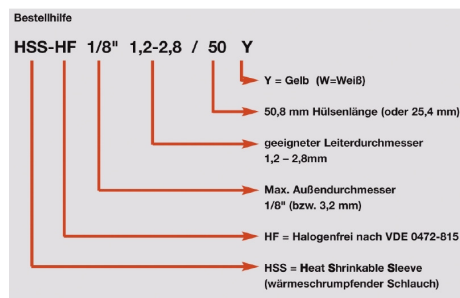 Bestellhilfe
HSS-HF 1/8" 1,2-2,8 / 50 Y
Y = Gelb (W=Weiß)
50,8 mm Hülsenlänge (oder 25,4 mm)
geeigneter Leiterdurchmesser
1,2 – 2,8mm
Max. Außendurchmesser
1/8" (bzw. 3,2 mm)
HF = Halogenfrei nach VDE 0472-815
HSS = Heat Shrinkable Sleeve
(wärmeschrumpfender Schlauch)